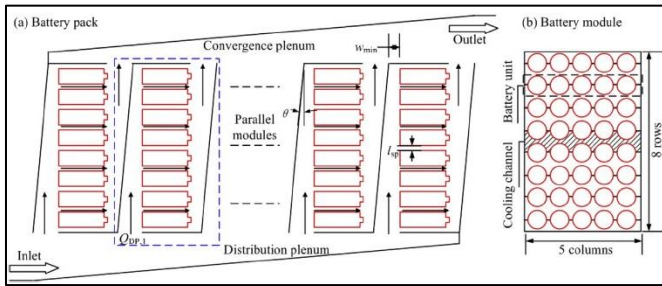 (a) Battery pack
Outlet
Convergence plenum
w_min
θ
Parallel
modules
l_sp
Q_DP,1
Inlet
Distribution plenum
(b) Battery module
Battery unit
Cooling channel
8 rows
5 columns